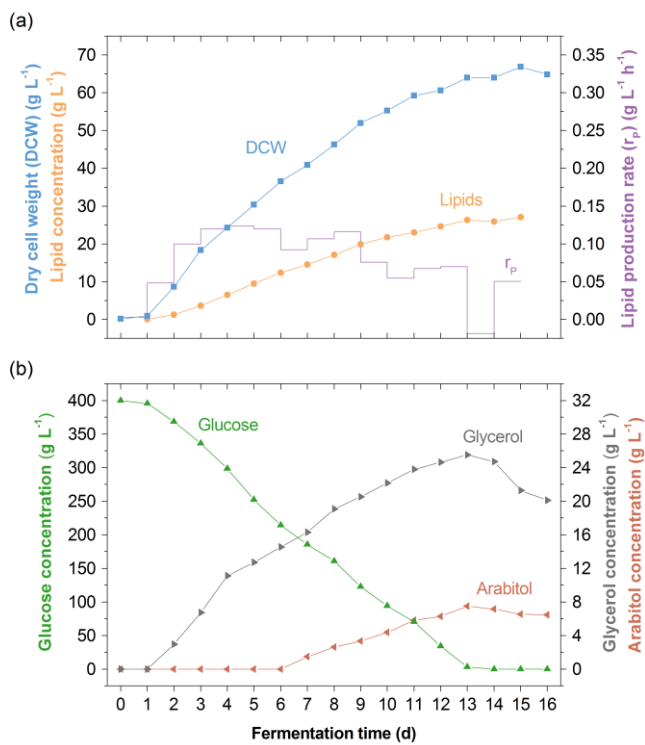 (a)
Dry cell weight (DCW) (g L⁻¹)
Lipid concentration (g L⁻¹)
70
60
50
40
30
20
10
0
DCW
Lipids
rₚ
0.35
0.30
0.25
0.20
0.15
0.10
0.05
0.00
Lipid production rate (rₚ) (g L⁻¹ h⁻¹)
(b)
Glucose concentration (g L⁻¹)
400
350
300
250
200
150
100
50
0
Glucose
Glycerol
Arabitol
32
28
24
20
16
12
8
4
0
Glycerol concentration (g L⁻¹)
Arabitol concentration (g L⁻¹)
0 1 2 3 4 5 6 7 8 9 10 11 12 13 14 15 16
Fermentation time (d)